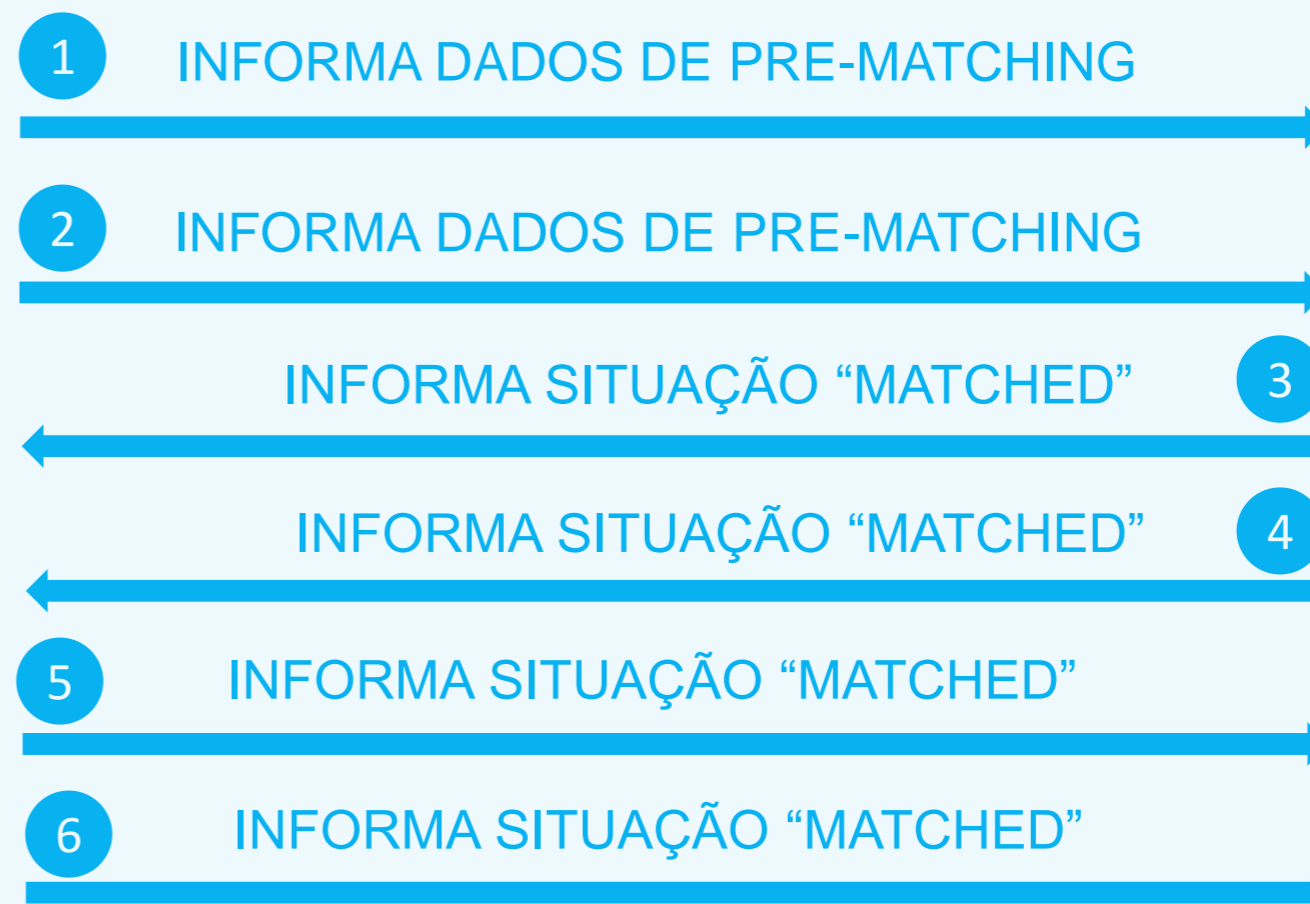 1 INFORMA DADOS DE PRE-MATCHING
2 INFORMA DADOS DE PRE-MATCHING
INFORMA SITUAÇÃO “MATCHED” 3
INFORMA SITUAÇÃO “MATCHED” 4
5 INFORMA SITUAÇÃO “MATCHED”
6 INFORMA SITUAÇÃO “MATCHED”